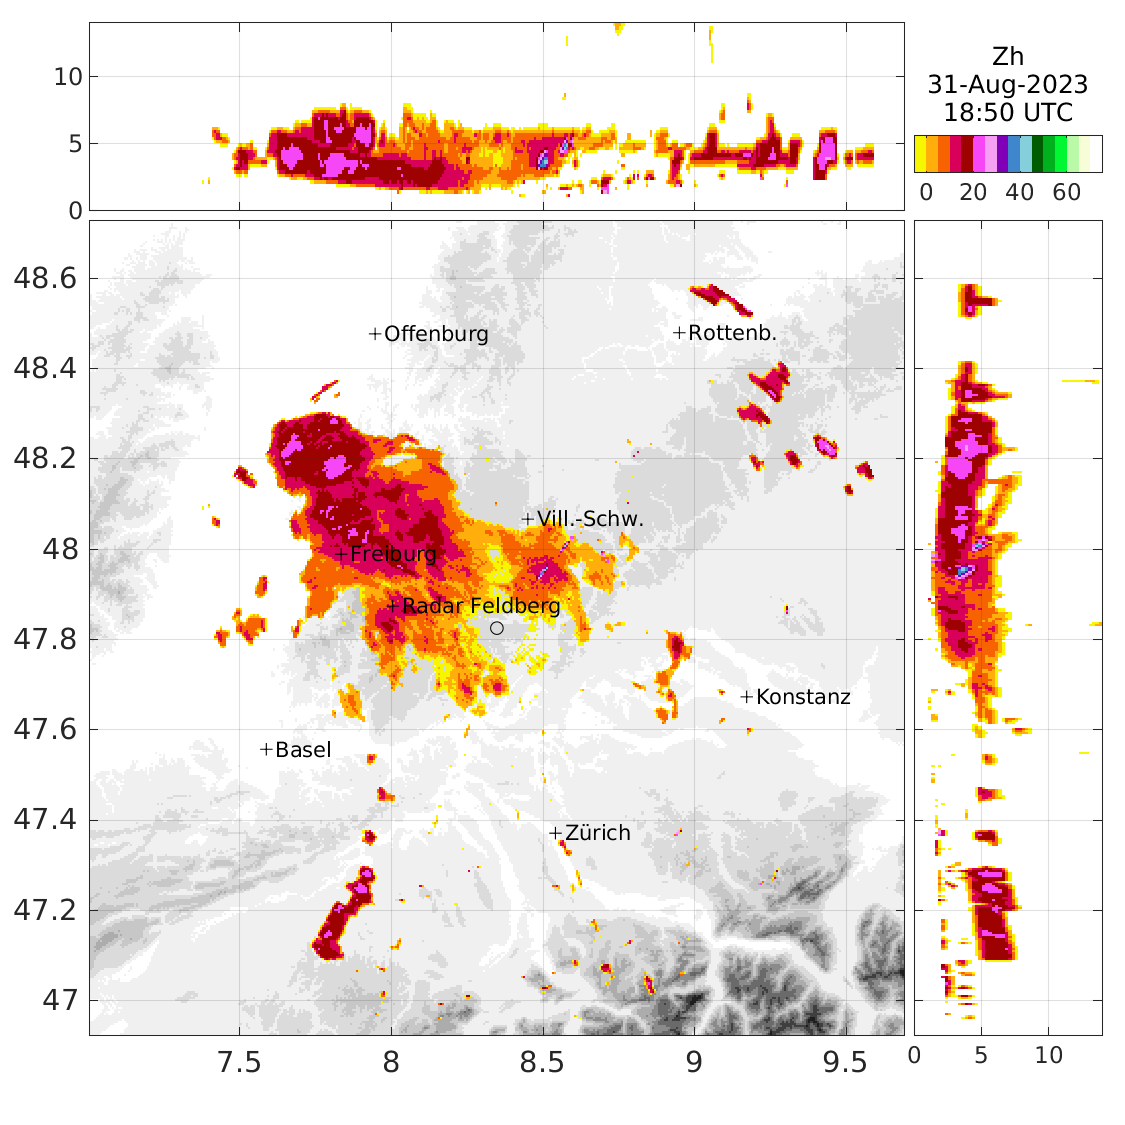 10
5
0
Zh
31-Aug-2023
18:50 UTC
0 20 40 60
48.6
48.4
48.2
48
47.8
47.6
47.4
47.2
47
+Offenburg
+Rottenb.
+Vill.-Schw.
+Freiburg
+Radar Feldberg
+Konstanz
+Basel
+Zürich
7.5 8 8.5 9 9.5
0 5 10